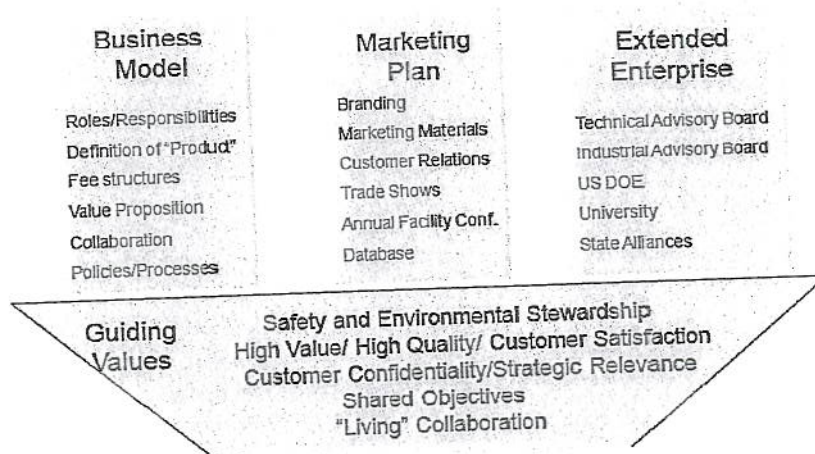 Business
Model
Roles/Responsibilities
Definition of "Product"
Fee structures
Value Proposition
Collaboration
Policies/Processes
Marketing
Plan
Branding
Marketing Materials
Customer Relations
Trade Shows
Annual Facility Conf.
Database
Extended
Enterprise
Technical Advisory Board
Industrial Advisory Board
US DOE
University
State Alliances
Guiding
Values
Safety and Environmental Stewardship
High Value/ High Quality/ Customer Satisfaction
Customer Confidentiality/Strategic Relevance
Shared Objectives
"Living" Collaboration